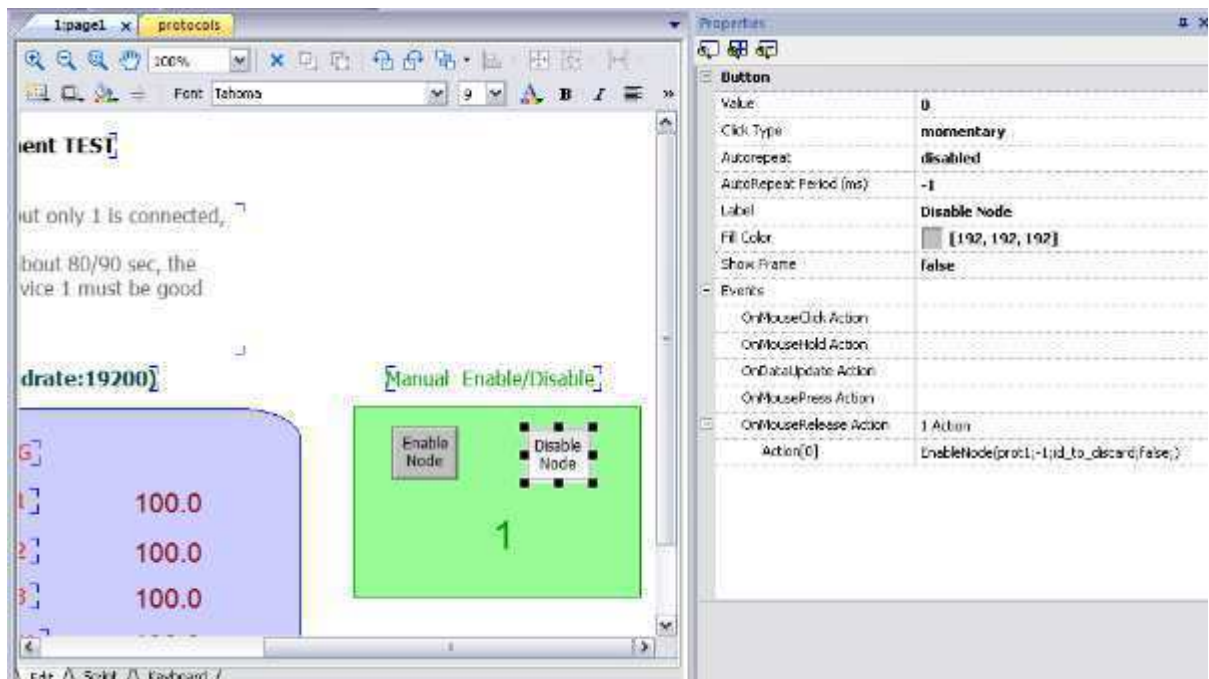 1:page1 x protocols
100%
Font Tahoma 9 B I
ent TEST
ut only 1 is connected,
bout 80/90 sec, the
vice 1 must be good
drate:19200)
Manual Enable/Disable
Enable
Node
Disable
Node
1
G
1 100.0
2 100.0
3 100.0
Edit Script Keyboard
Properties
Button
Value 0
Click Type momentary
Autorepeat disabled
AutoRepeat Period (ms) -1
Label Disable Node
Fill Color [192, 192, 192]
Show Frame false
Events
OnMouseClick Action
OnMouseHold Action
OnDataUpdate Action
OnMousePress Action
OnMouseRelease Action 1 Action
Action[0] EnableNode(prot1;-1;id_to_discard;false;)